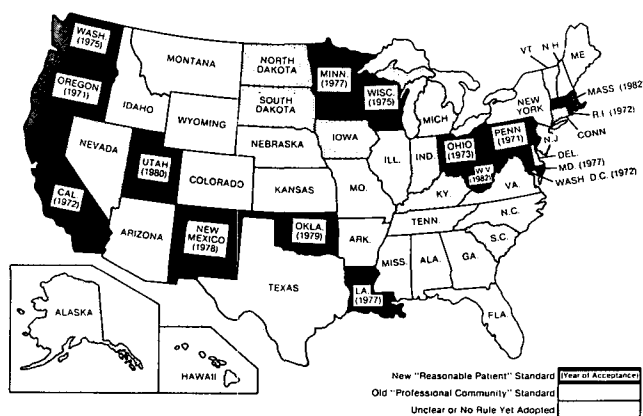 WASH.
(1975)
MONTANA
NORTH
DAKOTA
MINN.
(1977)
VT.
N H
ME
OREGON
(1971)
IDAHO
SOUTH
DAKOTA
WISC.
(1975)
MICH
NEW
YORK
MASS (1982)
R.I (1972)
CONN
WYOMING
NEVADA
UTAH
(1980)
NEBRASKA
IOWA
ILL.
IND.
OHIO
(1973)
PENN
(1971)
N.J
DEL.
MD. (1977)
WASH D.C. (1972)
CAL
(1972)
COLORADO
KANSAS
MO.
KY.
W.V.
(1982)
VA.
ARIZONA
NEW
MEXICO
(1978)
OKLA.
(1979)
ARK.
TENN.
N.C.
S.C.
TEXAS
LA.
(1977)
MISS.
ALA.
GA.
FLA.
ALASKA
HAWAII
New "Reasonable Patient" Standard (Year of Acceptance)
Old "Professional Community" Standard
Unclear or No Rule Yet Adopted